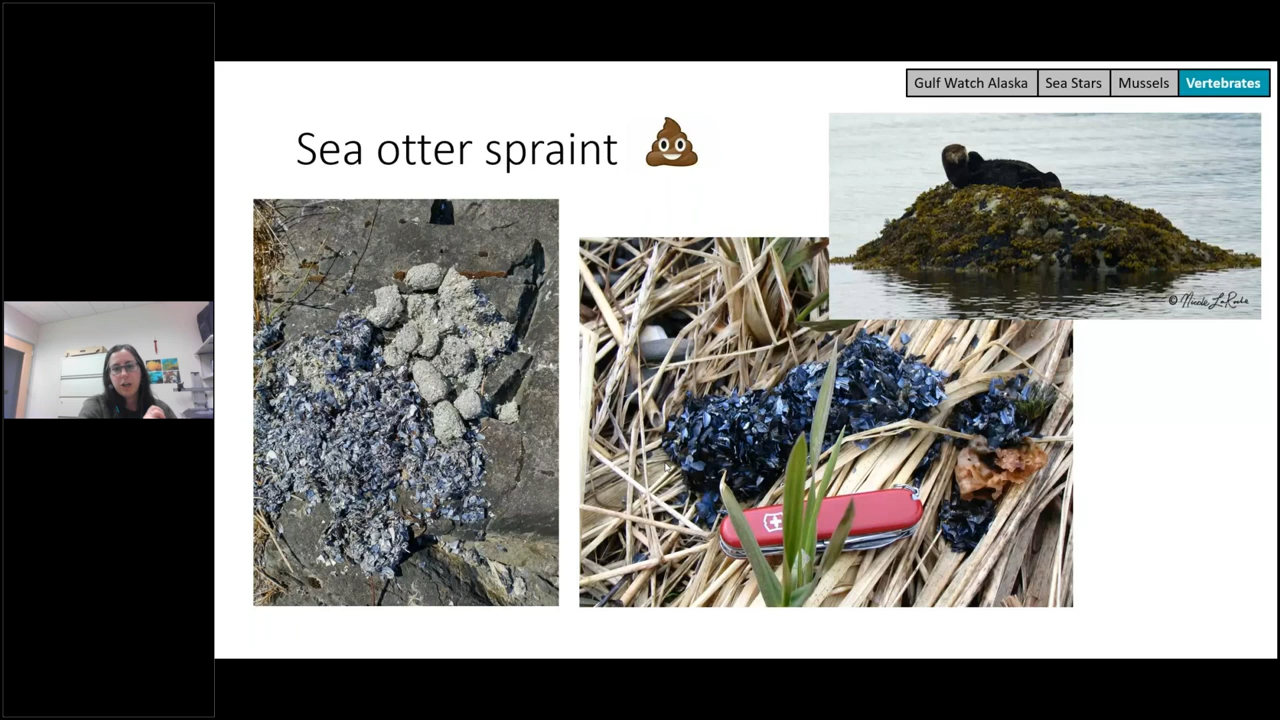 Gulf Watch Alaska
Sea Stars
Mussels
Vertebrates
Sea otter spraint
© Nicole LaRoche